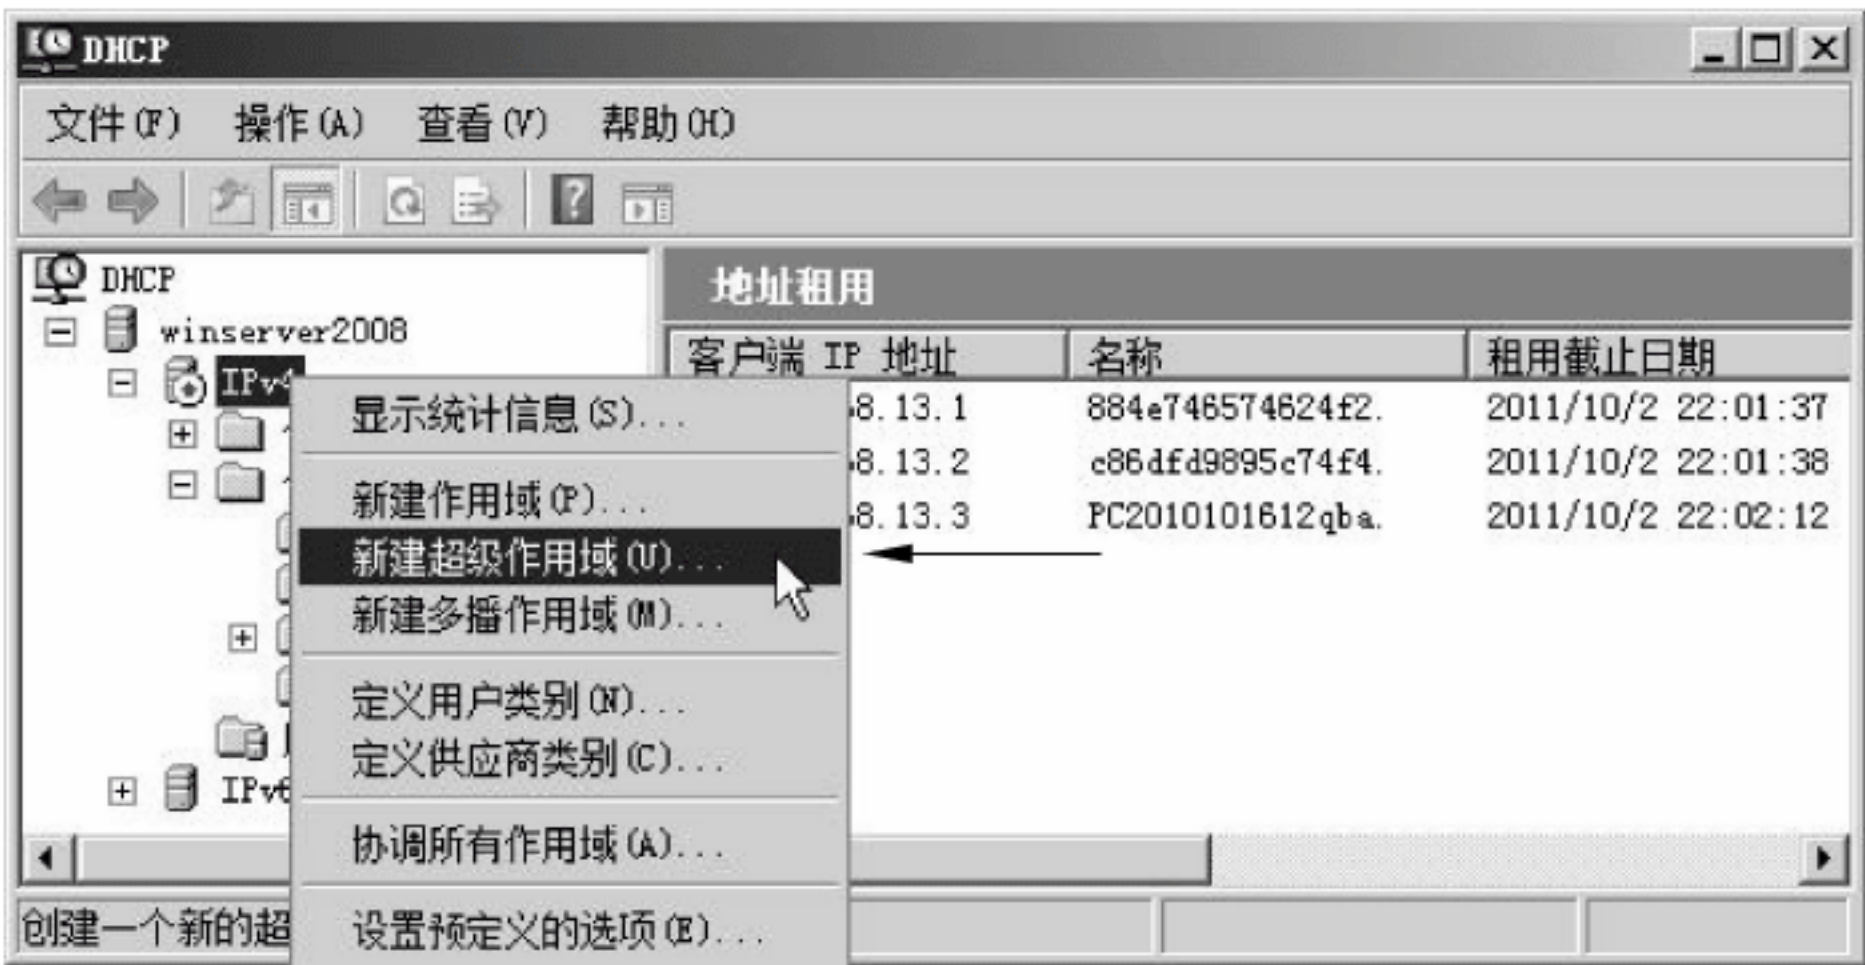 DHCP
文件(F) 操作(A) 查看(V) 帮助(H)
DHCP
winserver2008
IPv4
IPv6
地址租用
客户端 IP 地址 名称 租用截止日期
8.13.1 884e746574624f2. 2011/10/2 22:01:37
8.13.2 c86dfd9895c74f4. 2011/10/2 22:01:38
8.13.3 PC2010101612qba. 2011/10/2 22:02:12
显示统计信息(S)...
新建作用域(P)...
新建超级作用域(U)...
新建多播作用域(M)...
定义用户类别(N)...
定义供应商类别(C)...
协调所有作用域(A)...
设置预定义的选项(E)...
创建一个新的超